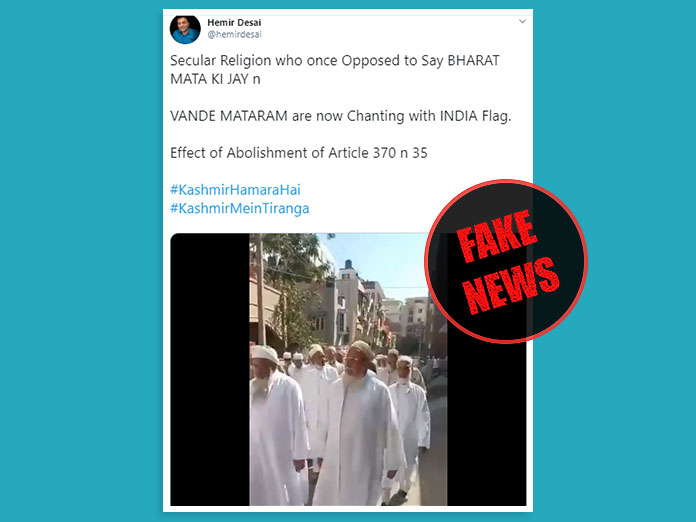 Hemir Desai
@hemirdesai
Secular Religion who once Opposed to Say BHARAT
MATA KI JAY n
VANDE MATARAM are now Chanting with INDIA Flag.
Effect of Abolishment of Article 370 n 35
#KashmirHamaraHai
#KashmirMeinTiranga
FAKE
NEWS